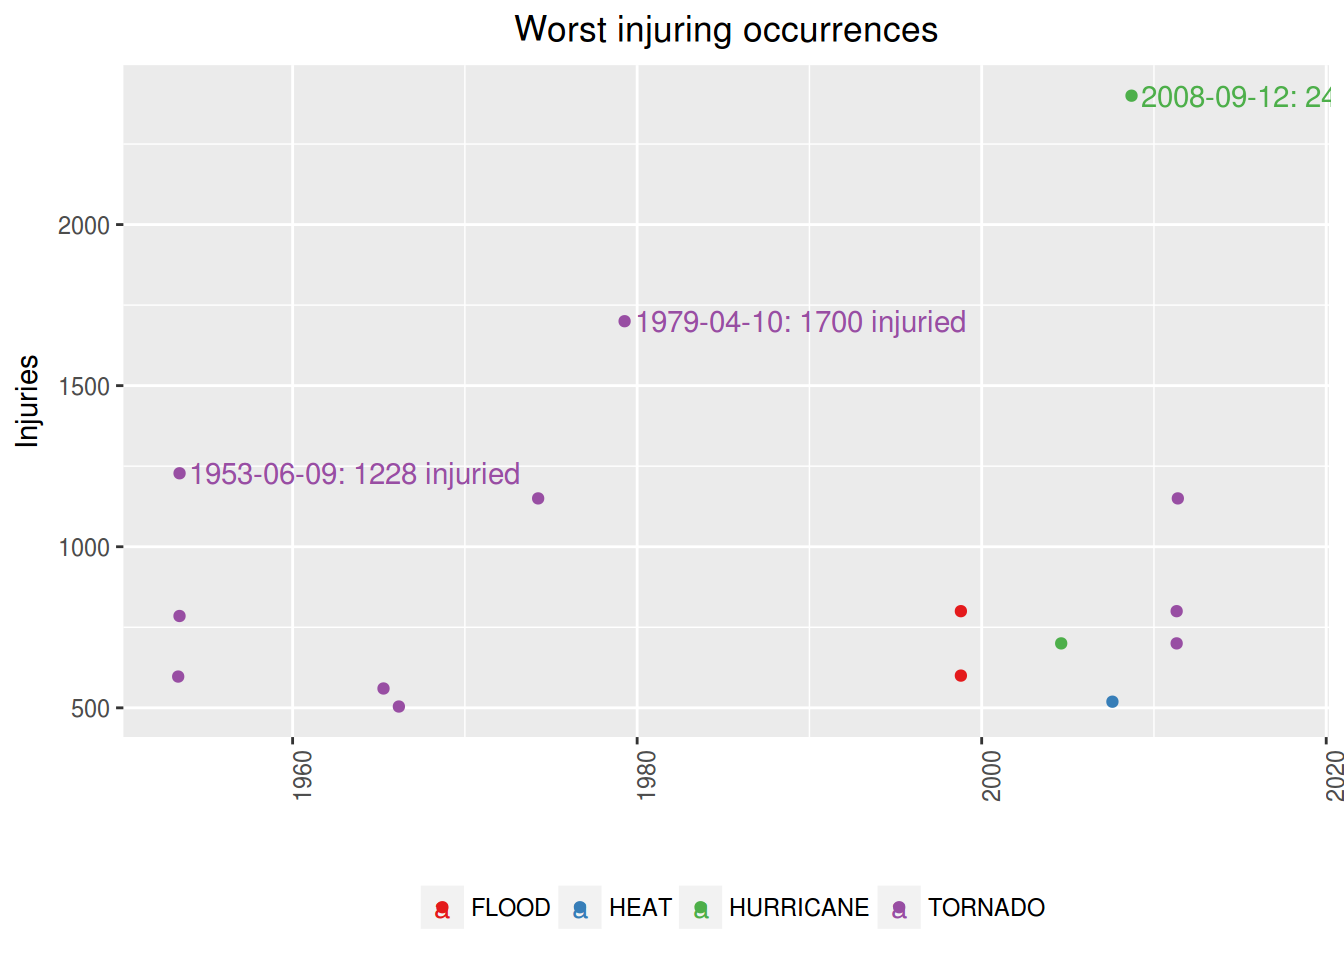 Worst injuring occurrences
2008-09-12: 24
2000
1979-04-10: 1700 injuried
1500
Injuries
1953-06-09: 1228 injuried
1000
500
1960
1980
2000
2020
a FLOOD a HEAT a HURRICANE a TORNADO